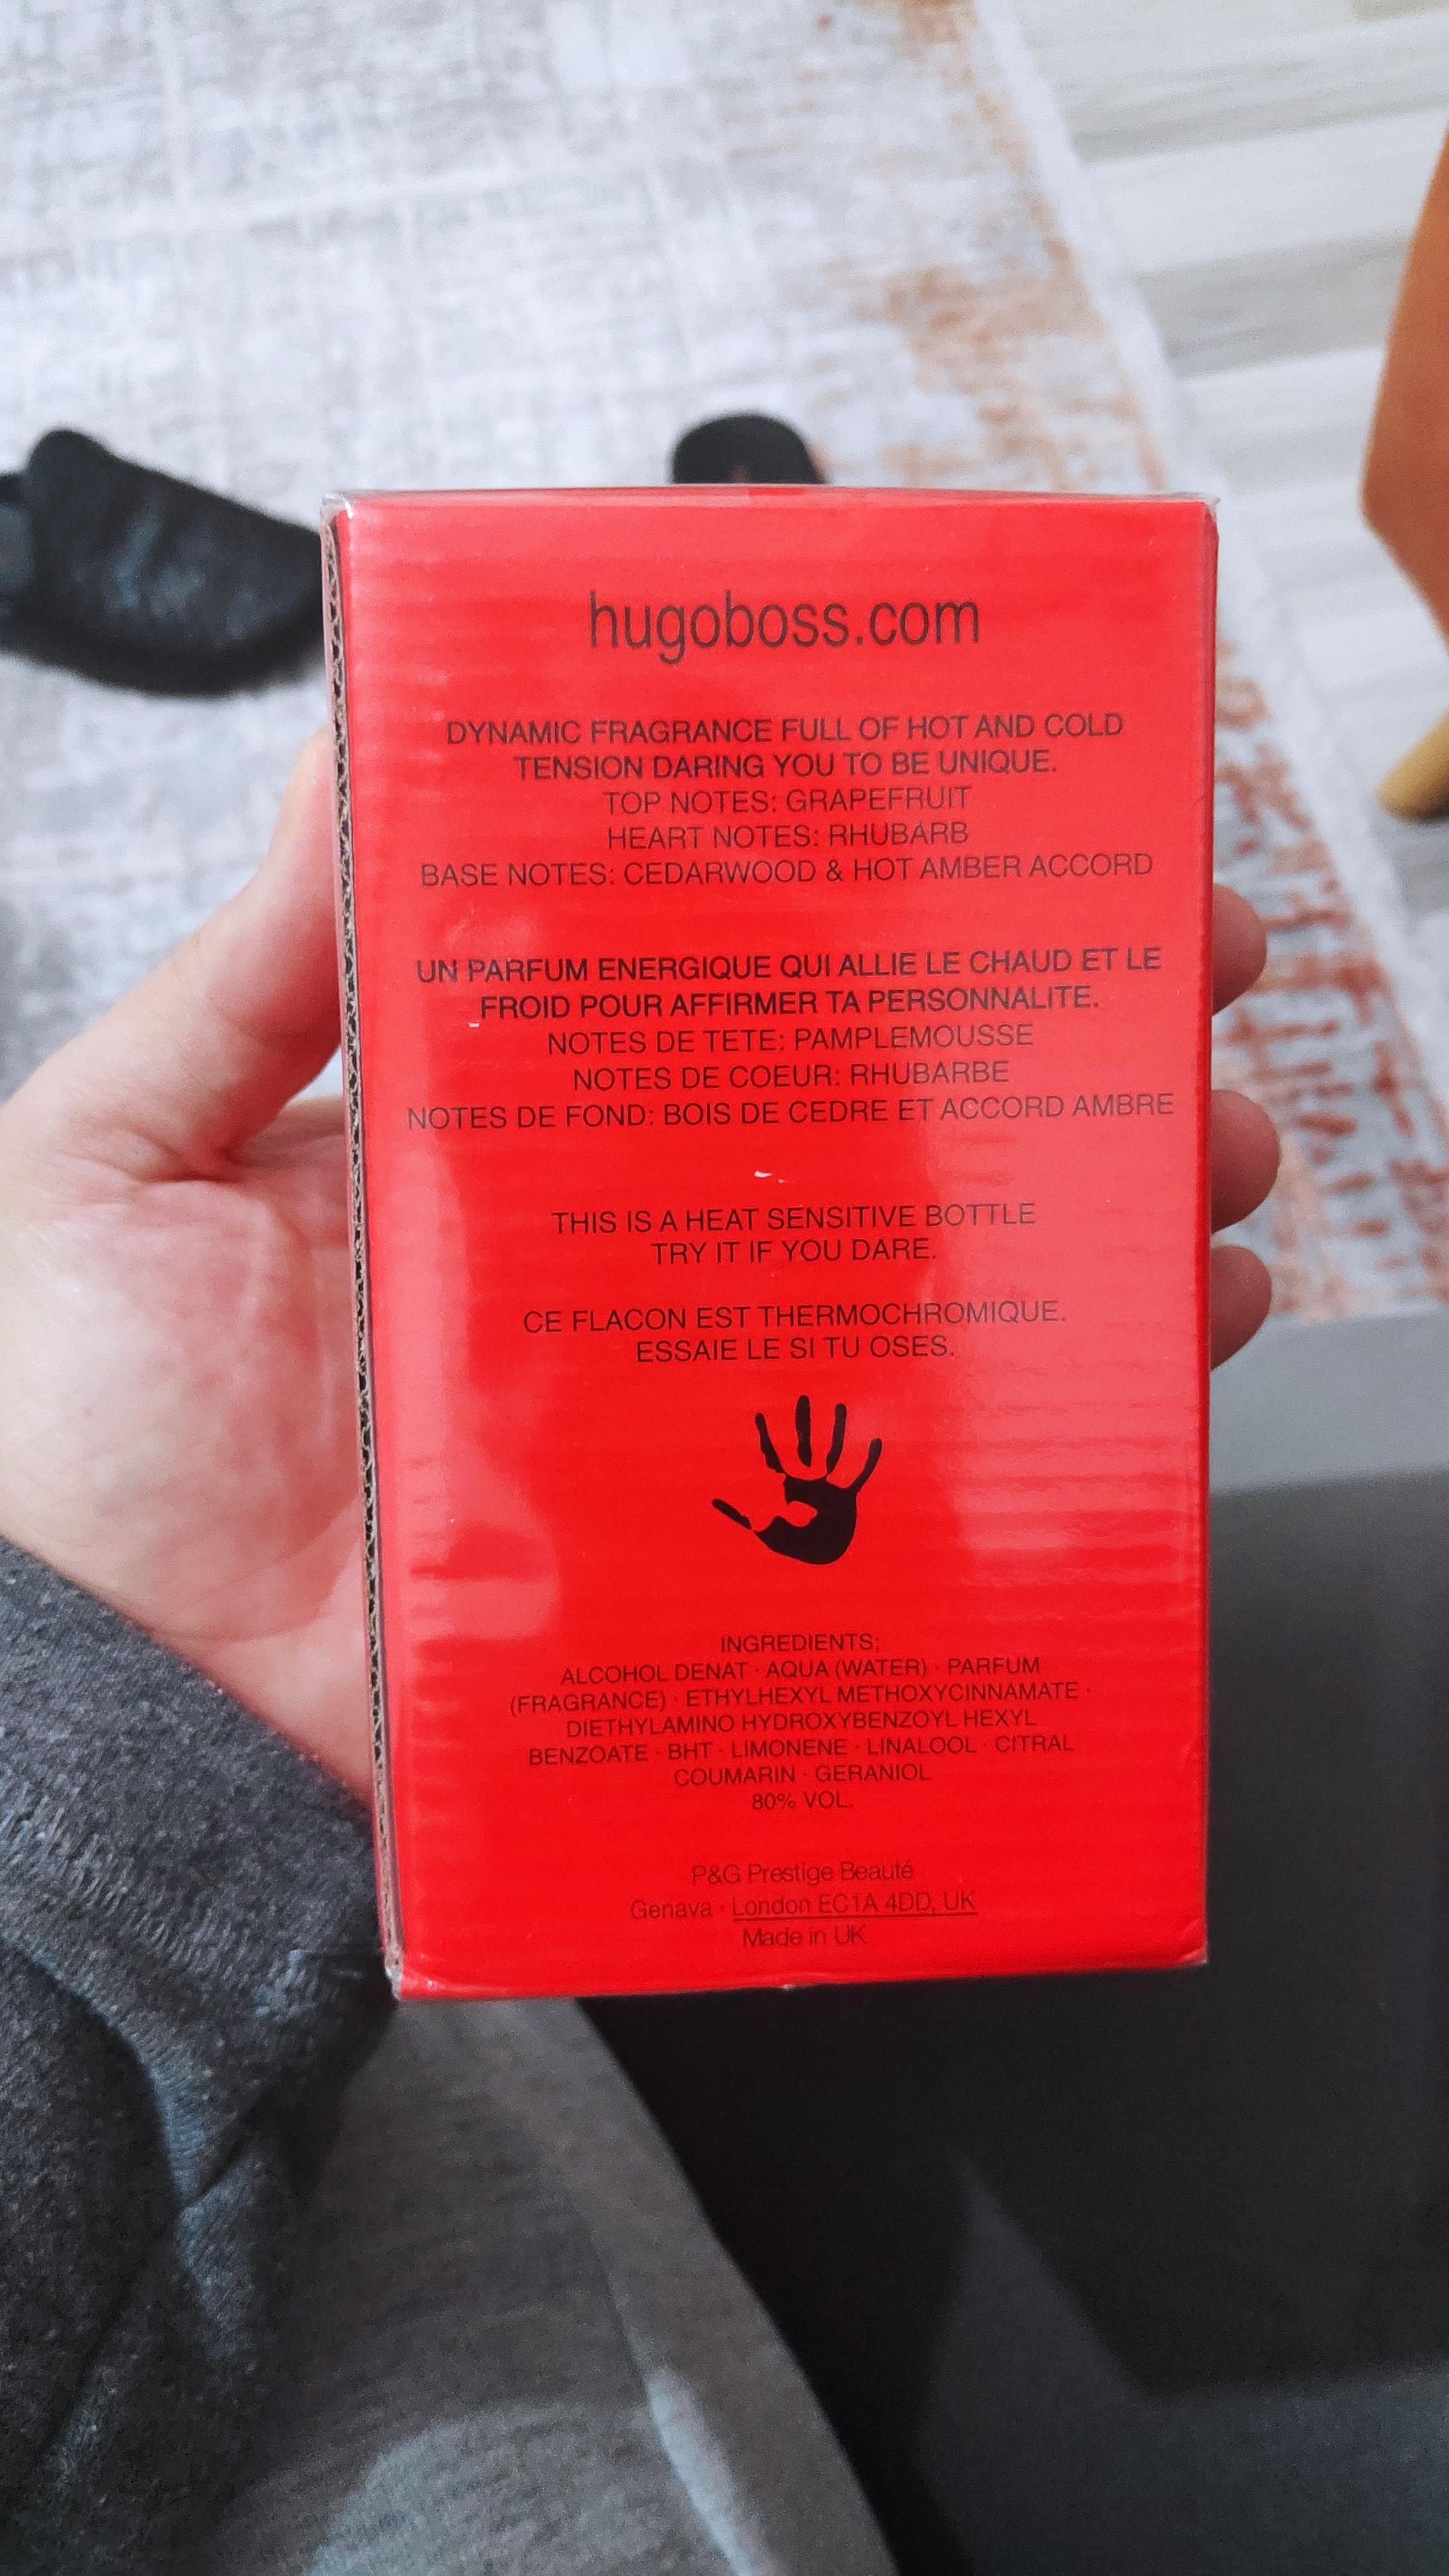 hugoboss.com
DYNAMIC FRAGRANCE FULL OF HOT AND COLD
TENSION DARING YOU TO BE UNIQUE.
TOP NOTES: GRAPEFRUIT
HEART NOTES: RHUBARB
BASE NOTES: CEDARWOOD & HOT AMBER ACCORD
UN PARFUM ENERGIQUE QUI ALLIE LE CHAUD ET LE
FROID POUR AFFIRMER TA PERSONNALITE.
NOTES DE TETE: PAMPLEMOUSSE
NOTES DE COEUR: RHUBARBE
NOTES DE FOND: BOIS DE CEDRE ET ACCORD AMBRE
THIS IS A HEAT SENSITIVE BOTTLE
TRY IT IF YOU DARE.
CE FLACON EST THERMOCHROMIQUE.
ESSAIE LE SI TU OSES.
INGREDIENTS;
ALCOHOL DENAT · AQUA (WATER) · PARFUM
(FRAGRANCE) · ETHYLHEXYL METHOXYCINNAMATE ·
DIETHYLAMINO HYDROXYBENZOYL HEXYL
BENZOATE · BHT · LIMONENE · LINALOOL · CITRAL
COUMARIN · GERANIOL
80% VOL.
P&G Prestige Beauté
Genava · London EC1A 4DD, UK
Made in UK